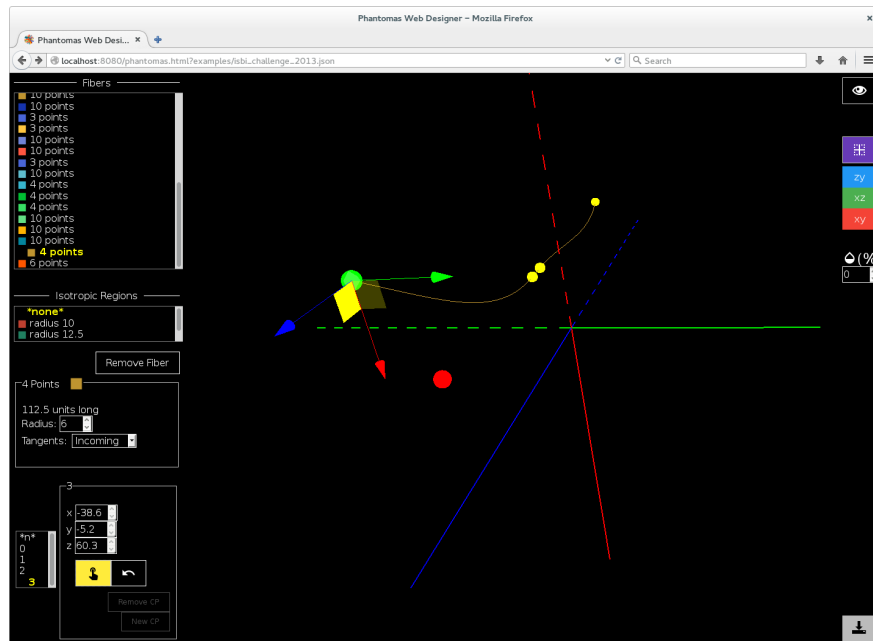 Phantomas Web Designer - Mozilla Firefox
Phantomas Web Desi...
localhost:8080/phantomas.html?examples/isbi_challenge_2013.json
Search
Fibers
10 points
10 points
3 points
3 points
10 points
10 points
3 points
10 points
4 points
4 points
4 points
10 points
10 points
10 points
4 points
6 points
Isotropic Regions
*none*
radius 10
radius 12.5
Remove Fiber
4 Points
112.5 units long
Radius: 6
Tangents: Incoming
3
x -38.6
y -5.2
z 60.3
*n*
0
1
2
3
Remove CP
New CP
zy
xz
xy
(%
0